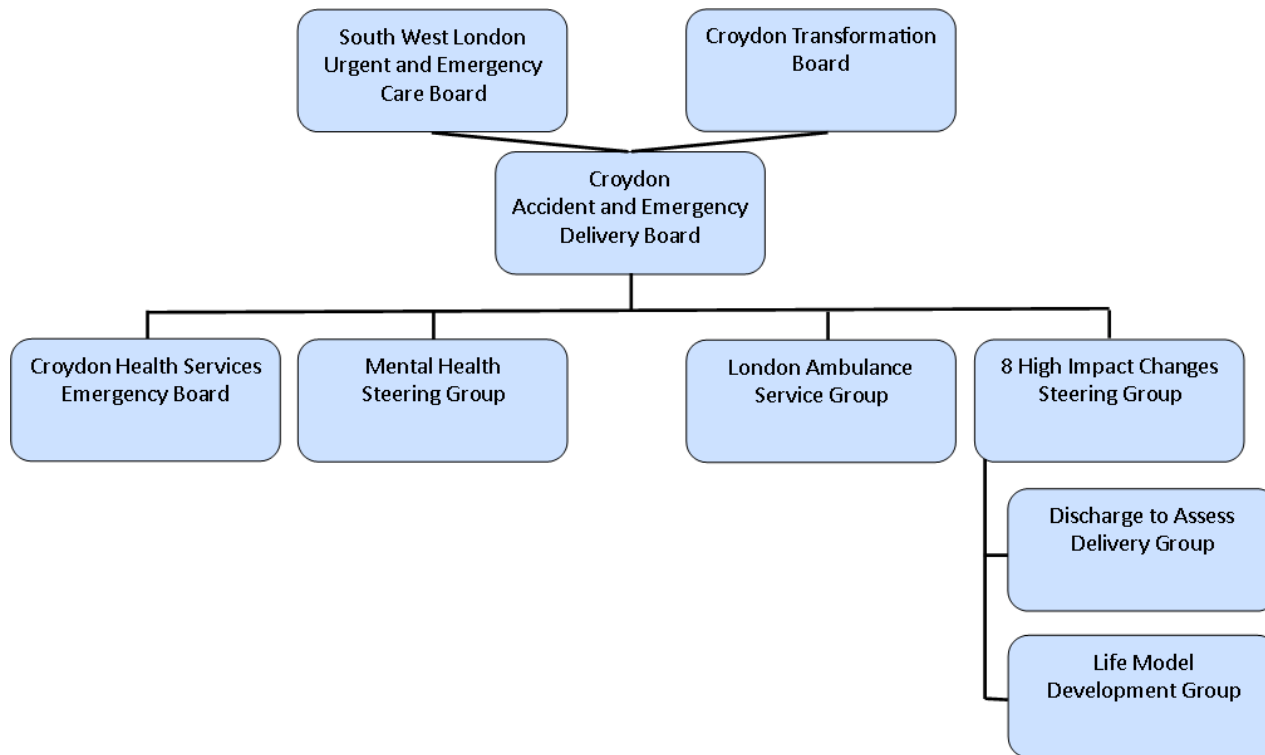 South West London
Urgent and Emergency
Care Board
Croydon Transformation
Board
Croydon
Accident and Emergency
Delivery Board
Croydon Health Services
Emergency Board
Mental Health
Steering Group
London Ambulance
Service Group
8 High Impact Changes
Steering Group
Discharge to Assess
Delivery Group
Life Model
Development Group